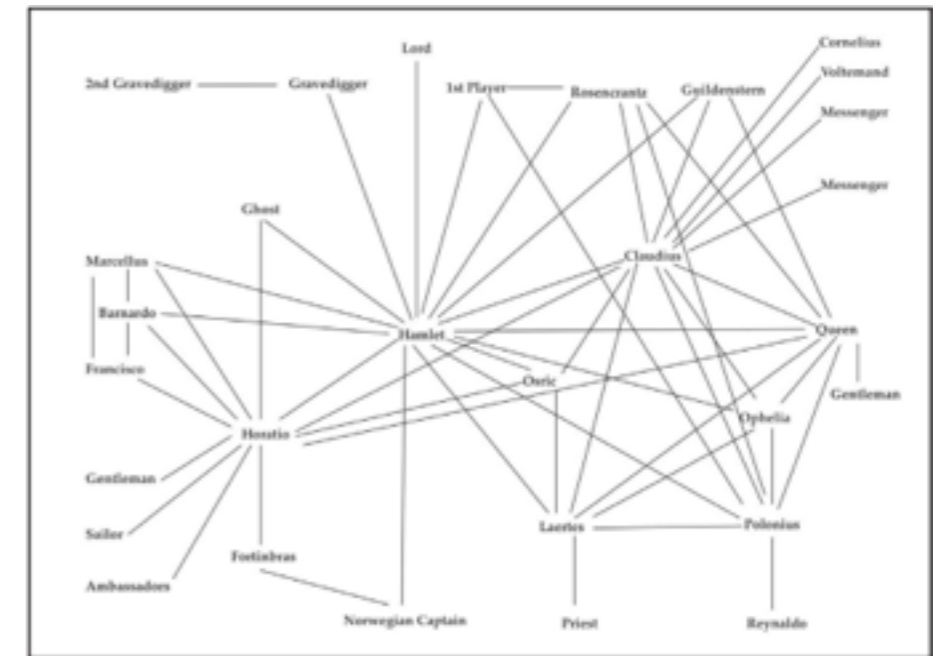 Cornelius
Lord
Voltemand
2nd Gravedigger
Gravedigger
1st Player
Rosencrantz
Guildenstern
Messenger
Messenger
Ghost
Claudius
Marcellus
Barnardo
Hamlet
Queen
Francisco
Osric
Gentleman
Ophelia
Horatio
Gentleman
Laertes
Polonius
Sailor
Fortinbras
Ambassadors
Norwegian Captain
Priest
Reynaldo